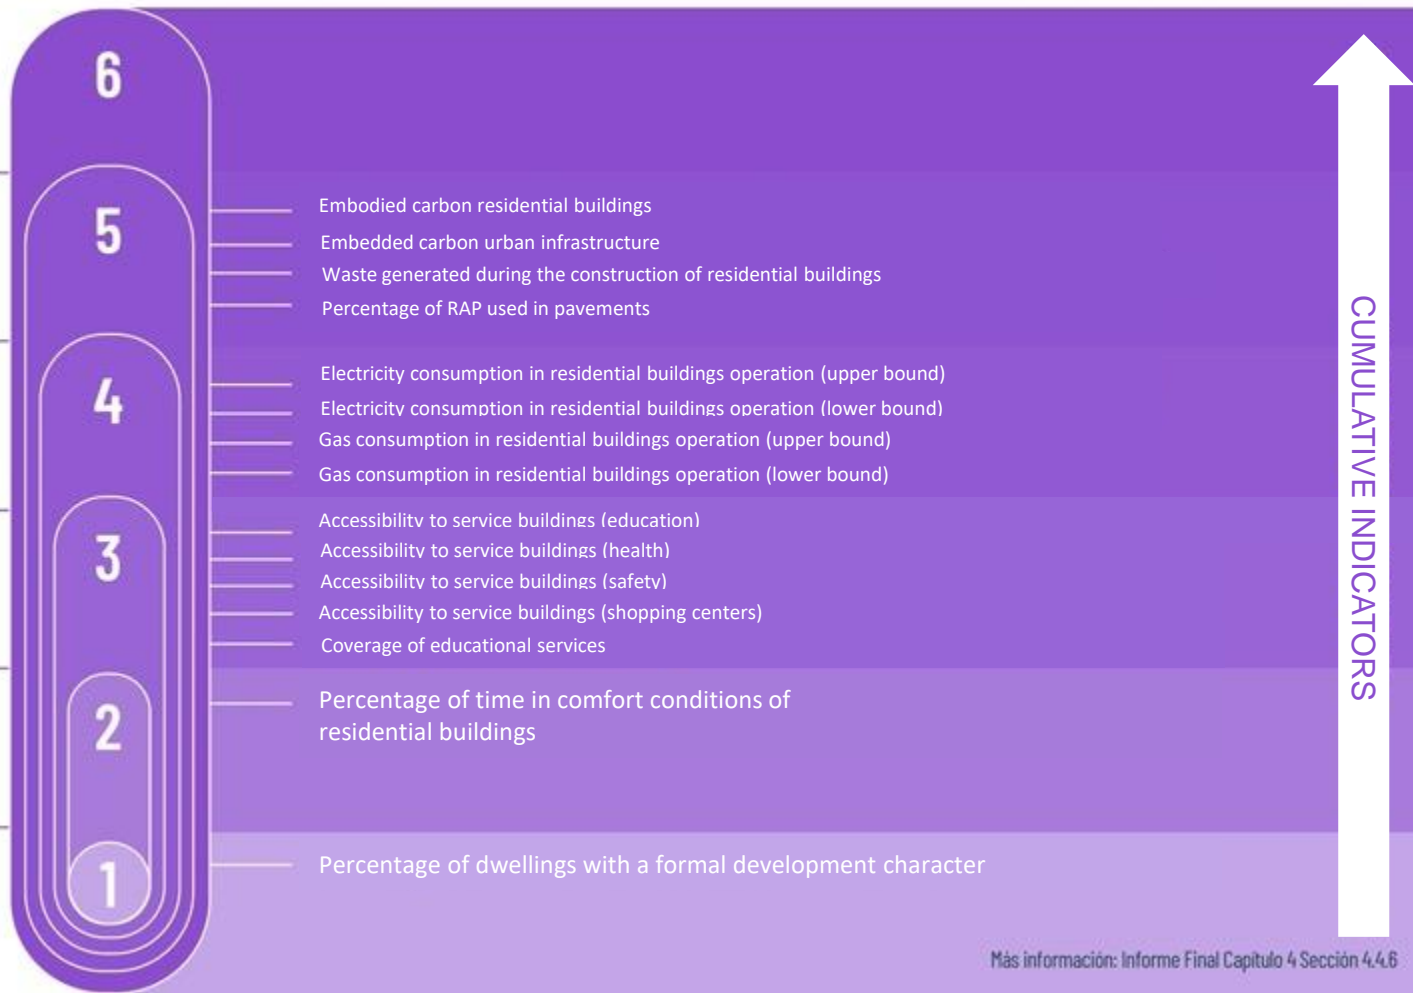 6
5
Embodied carbon residential buildings
Embedded carbon urban infrastructure
Waste generated during the construction of residential buildings
Percentage of RAP used in pavements
4
Electricity consumption in residential buildings operation (upper bound)
Electricity consumption in residential buildings operation (lower bound)
Gas consumption in residential buildings operation (upper bound)
Gas consumption in residential buildings operation (lower bound)
3
Accessibility to service buildings (education)
Accessibility to service buildings (health)
Accessibility to service buildings (safety)
Accessibility to service buildings (shopping centers)
Coverage of educational services
2
Percentage of time in comfort conditions of
residential buildings
1
Percentage of dwellings with a formal development character
CUMULATIVE INDICATORS
Más información: Informe Final Capítulo 4 Sección 4.4.6